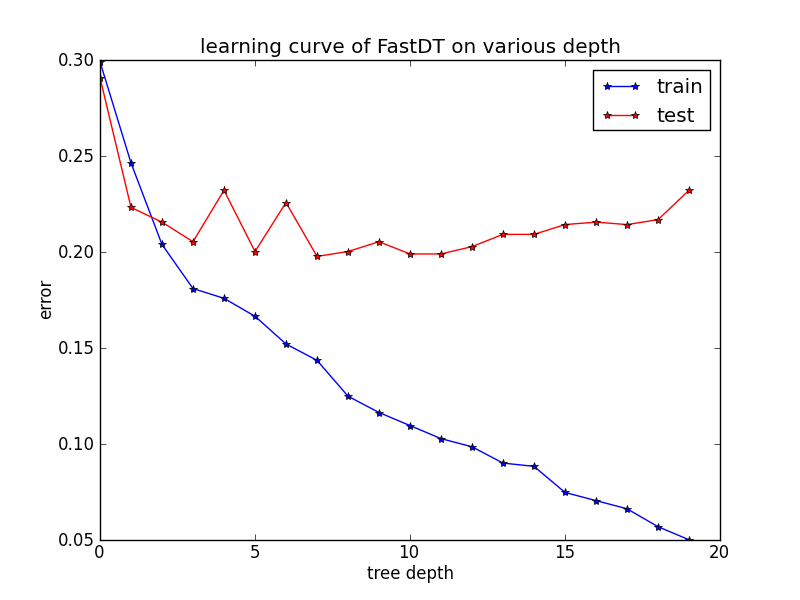 learning curve of FastDT on various depth
train
test
0.30
0.25
0.20
0.15
0.10
0.05
error
0 5 10 15 20
tree depth